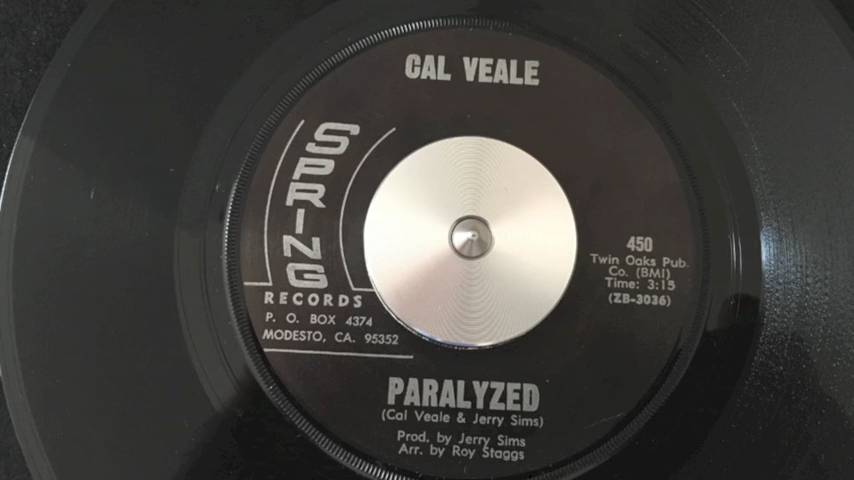 CAL VEALE
SPRING
RECORDS
P. O. BOX 4374
MODESTO, CA. 95352
450
Twin Oaks Pub.
Co. (BMI)
Time: 3:15
(ZB-3036)
PARALYZED
(Cal Veale & Jerry Sims)
Prod. by Jerry Sims
Arr. by Roy Staggs